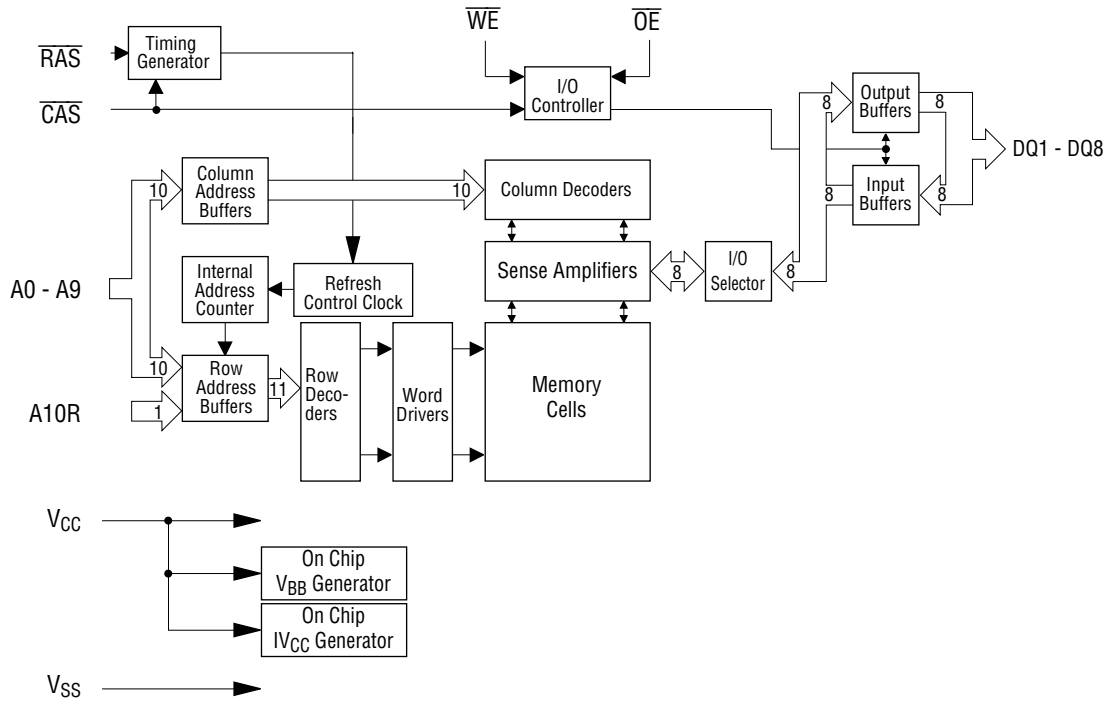 WE
OE
RAS
Timing
Generator
CAS
I/O
Controller
8
Output
Buffers
8
DQ1 - DQ8
10
Column
Address
Buffers
10
Column Decoders
8
Input
Buffers
8
A0 - A9
Internal
Address
Counter
Refresh
Control Clock
Sense Amplifiers
8
I/O
Selector
8
10
Row
Address
Buffers
11
Row
Deco-
ders
Word
Drivers
Memory
Cells
A10R
1
VCC
On Chip
VBB Generator
On Chip
IVCC Generator
VSS